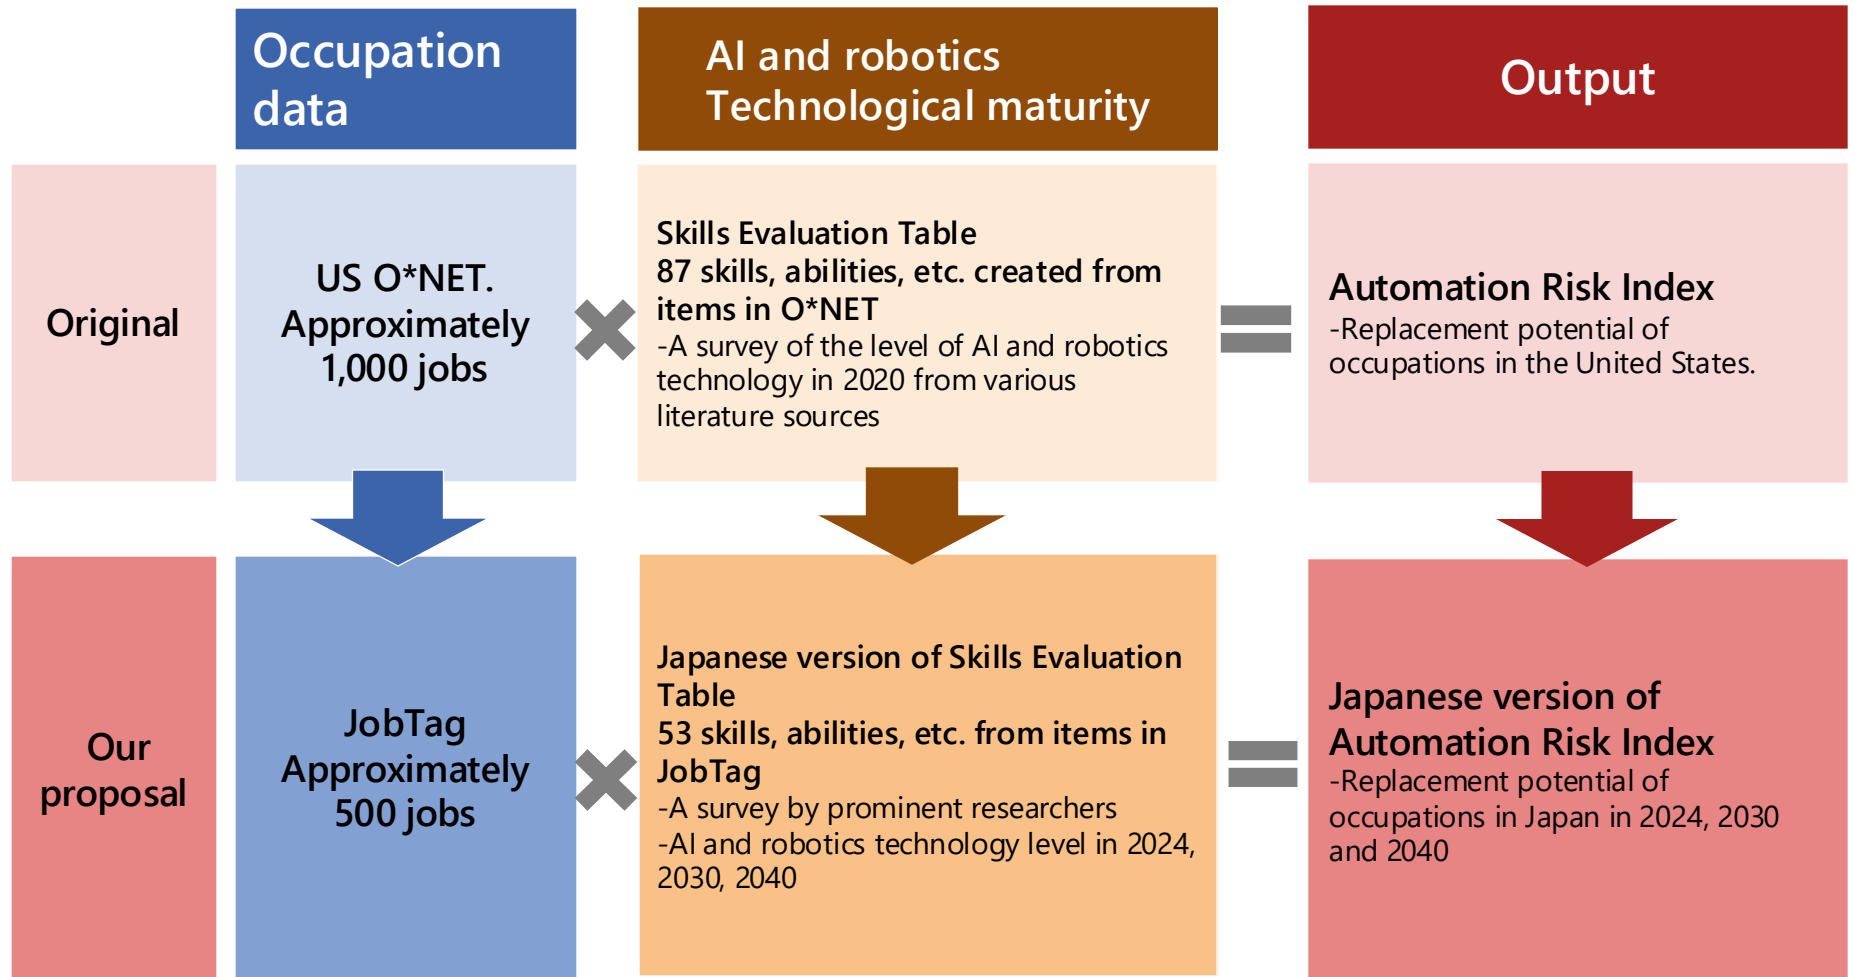 Occupation
data
AI and robotics
Technological maturity
Output
Original
US O*NET.
Approximately
1,000 jobs
Skills Evaluation Table
87 skills, abilities, etc. created from
items in O*NET
-A survey of the level of AI and robotics
technology in 2020 from various
literature sources
Automation Risk Index
-Replacement potential of
occupations in the United States.
Our
proposal
JobTag
Approximately
500 jobs
Japanese version of Skills Evaluation
Table
53 skills, abilities, etc. from items in
JobTag
-A survey by prominent researchers
-AI and robotics technology level in 2024,
2030, 2040
Japanese version of
Automation Risk Index
-Replacement potential of
occupations in Japan in 2024, 2030
and 2040